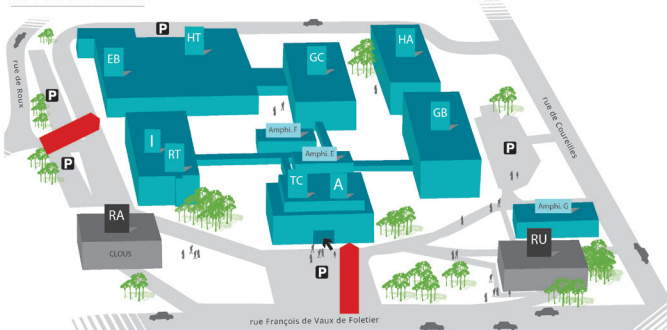 P
HT
HA
EB
GC
rue de Roux
P
GB
rue de Coureilles
I
Amphi. F
RT
P
Amphi. E
P
TC
A
RA
Amphi. G
RU
CLOUS
P
rue François de Vaux de Foletier